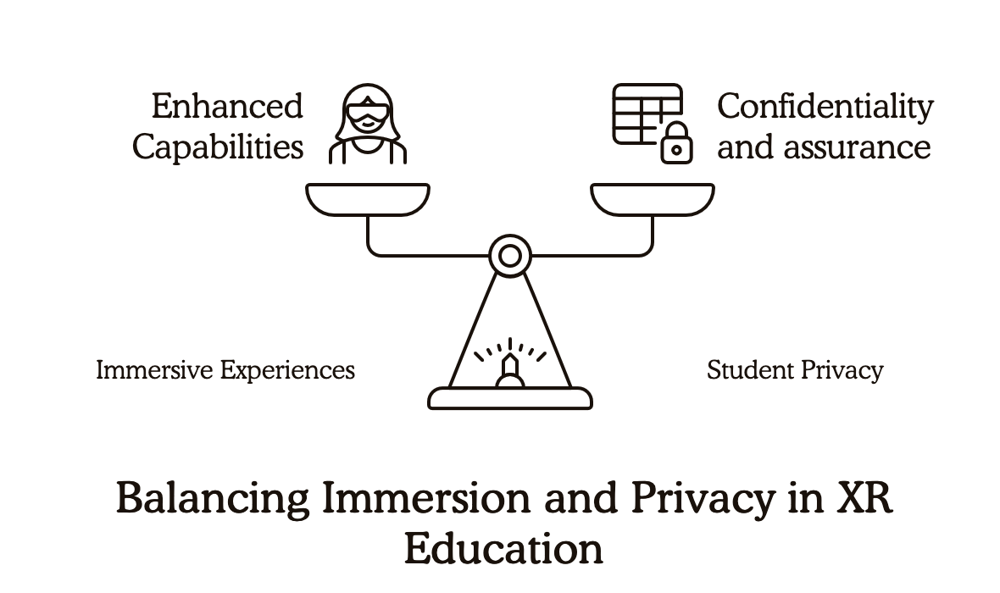 Enhanced
Capabilities
Confidentiality
and assurance
Immersive Experiences
Student Privacy
Balancing Immersion and Privacy in XR
Education